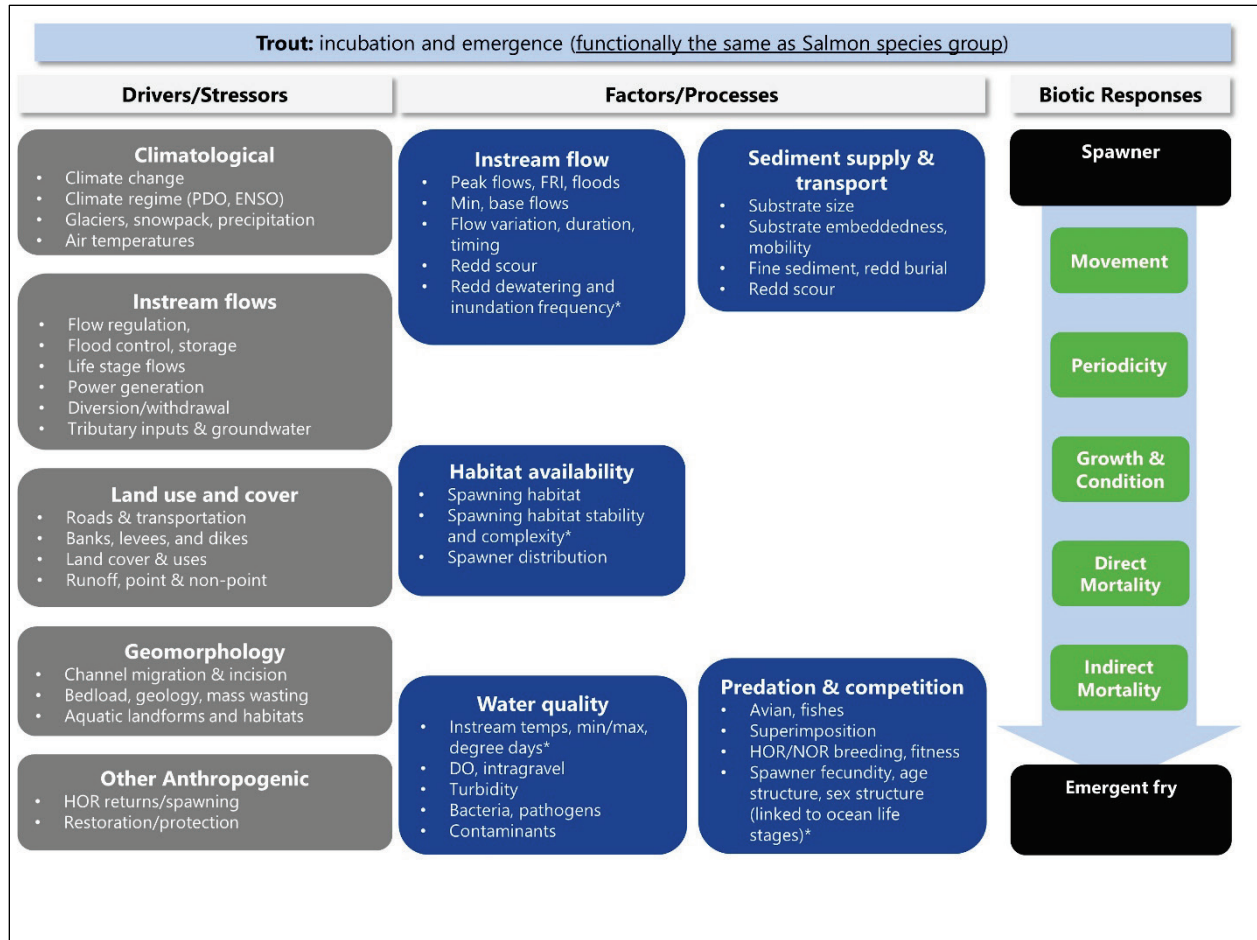 Trout: incubation and emergence (functionally the same as Salmon species group)
Drivers/Stressors
Factors/Processes
Biotic Responses
Climatological
• Climate change
• Climate regime (PDO, ENSO)
• Glaciers, snowpack, precipitation
• Air temperatures
Instream flows
• Flow regulation,
• Flood control, storage
• Life stage flows
• Power generation
• Diversion/withdrawal
• Tributary inputs & groundwater
Land use and cover
• Roads & transportation
• Banks, levees, and dikes
• Land cover & uses
• Runoff, point & non-point
Geomorphology
• Channel migration & incision
• Bedload, geology, mass wasting
• Aquatic landforms and habitats
Other Anthropogenic
• HOR returns/spawning
• Restoration/protection
Instream flow
• Peak flows, FRI, floods
• Min, base flows
• Flow variation, duration,
timing
• Redd scour
• Redd dewatering and
inundation frequency*
Habitat availability
• Spawning habitat
• Spawning habitat stability
and complexity*
• Spawner distribution
Water quality
• Instream temps, min/max,
degree days*
• DO, intragravel
• Turbidity
• Bacteria, pathogens
• Contaminants
Sediment supply &
transport
• Substrate size
• Substrate embeddedness,
mobility
• Fine sediment, redd burial
• Redd scour
Predation & competition
• Avian, fishes
• Superimposition
• HOR/NOR breeding, fitness
• Spawner fecundity, age
structure, sex structure
(linked to ocean life
stages)*
Spawner
Movement
Periodicity
Growth &
Condition
Direct
Mortality
Indirect
Mortality
Emergent fry